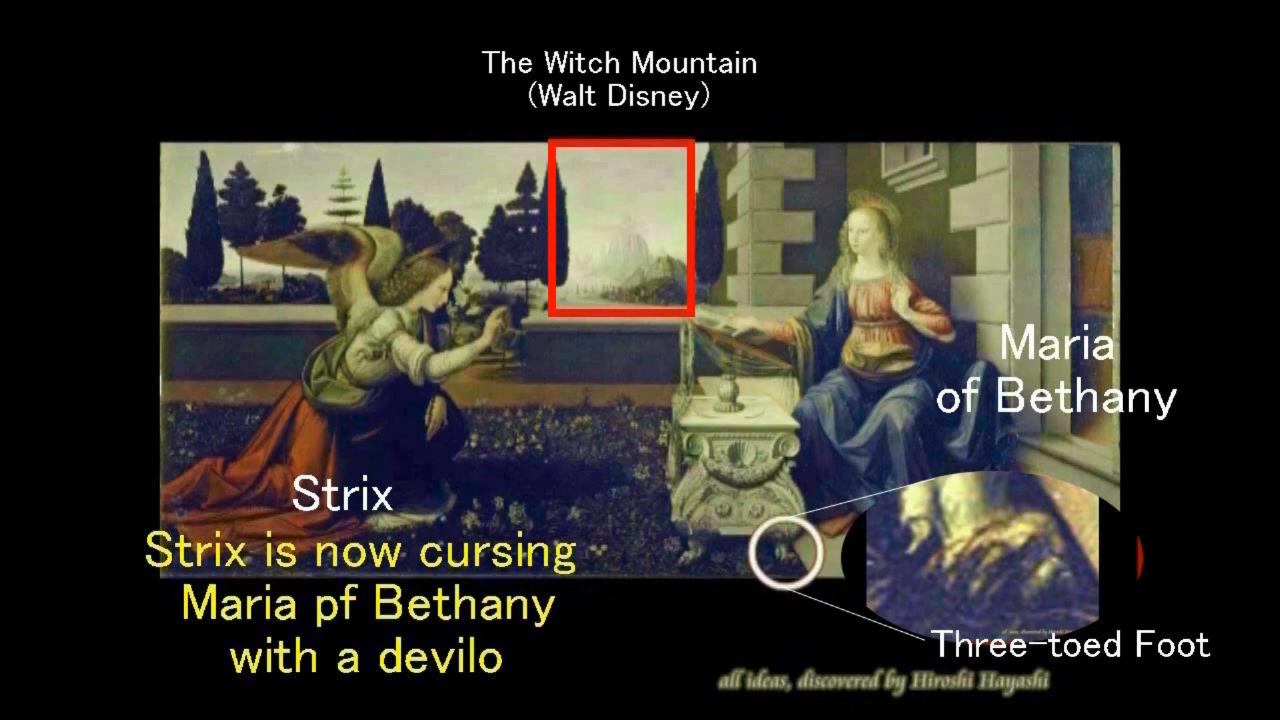 The Witch Mountain
(Walt Disney)
Maria
of Bethany
Strix
Strix is now cursing
Maria pf Bethany
with a devilo
Three-toed Foot
all ideas, discovered by Hiroshi Hayashi